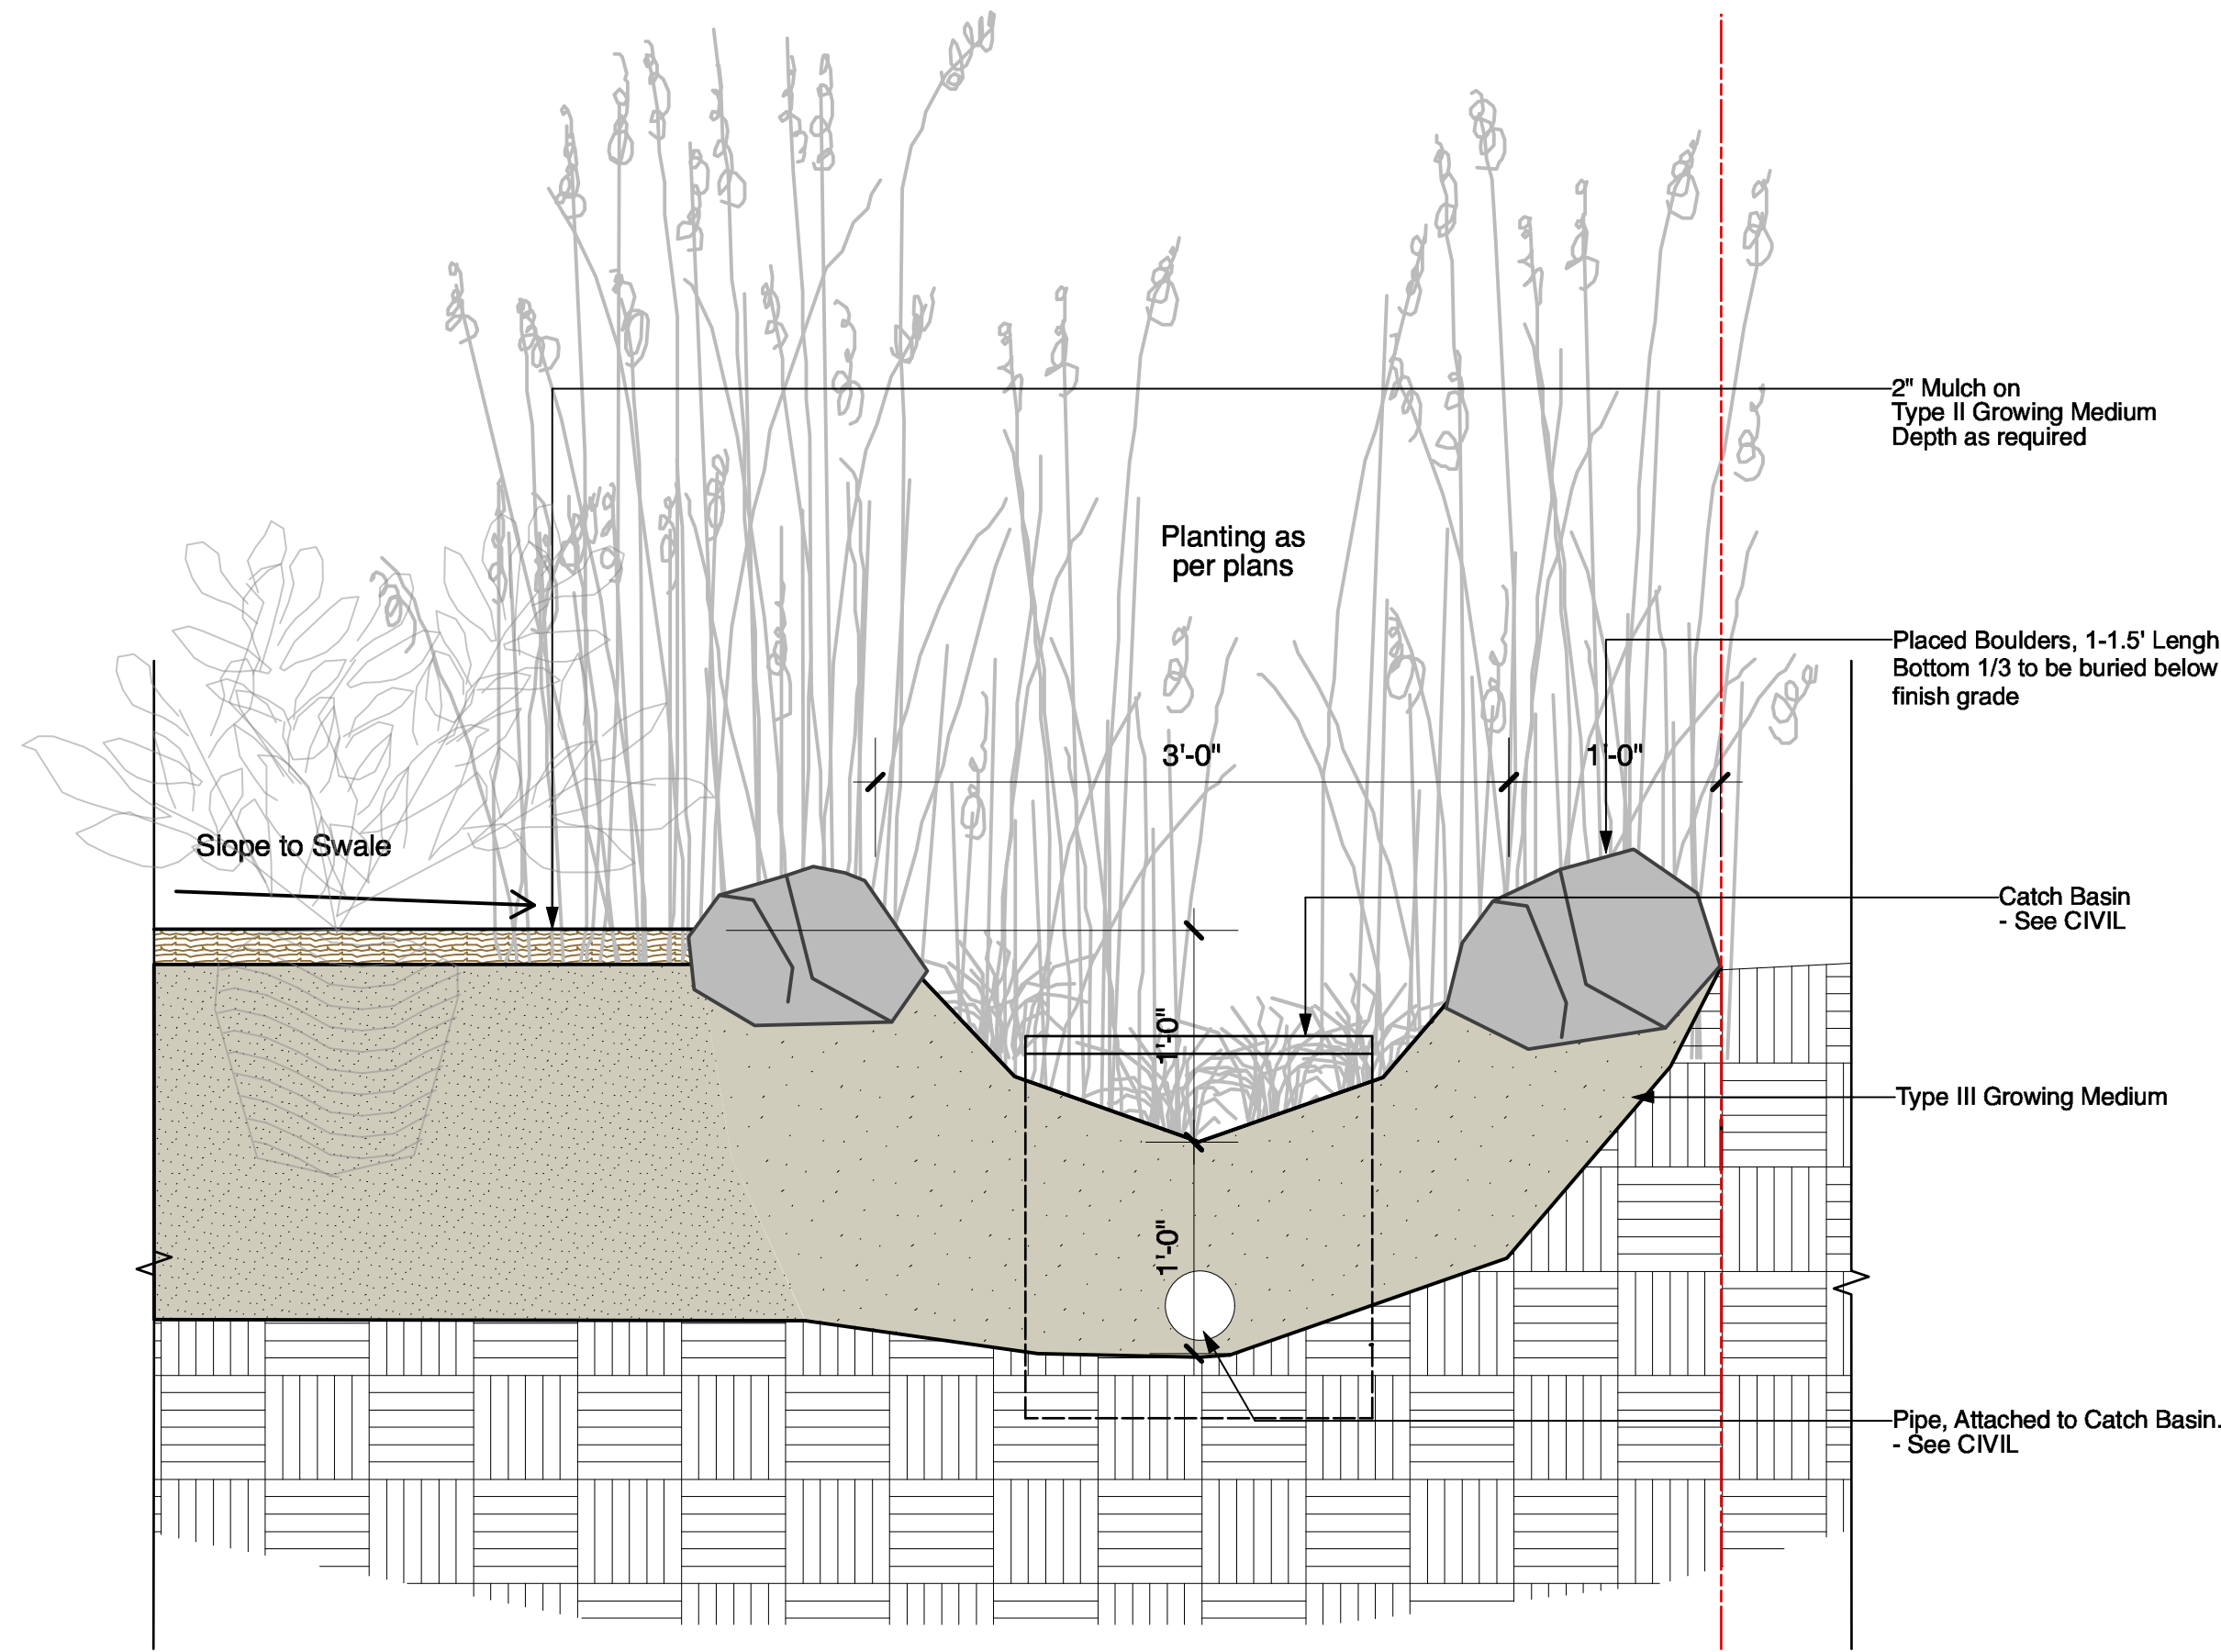 2" Mulch on
Type II Growing Medium
Depth as required
Planting as
per plans
Placed Boulders, 1-1.5' Lengh
Bottom 1/3 to be buried below
finish grade
3'-0"
1'-0"
Slope to Swale
Catch Basin
- See CIVIL
1'-0"
Type III Growing Medium
1'-0"
Pipe, Attached to Catch Basin.
- See CIVIL